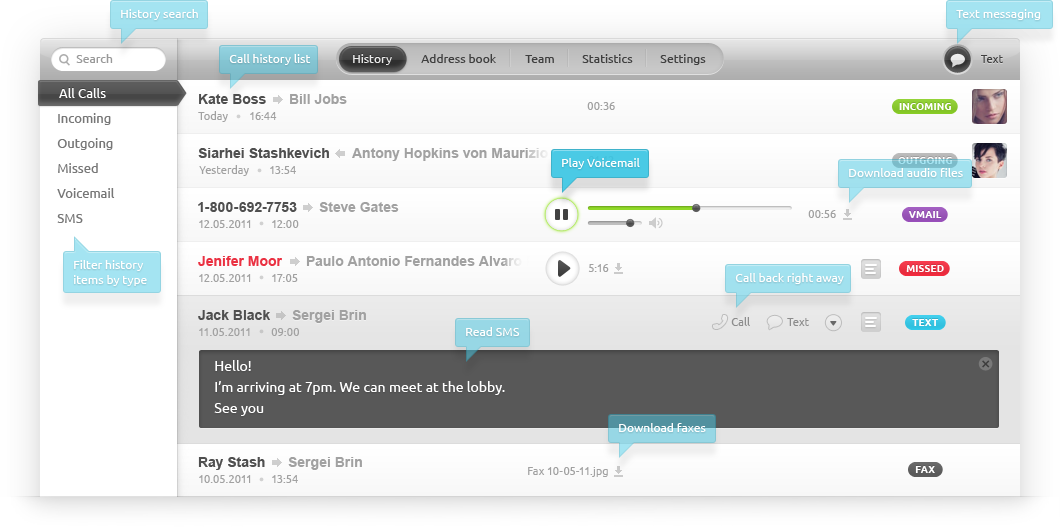 History search
Text messaging
Search
Call history list
History
Address book
Team
Statistics
Settings
Text
All Calls
Incoming
Outgoing
Missed
Voicemail
SMS
Filter history
items by type
Kate Boss Bill Jobs
Today • 16:44
00:36
INCOMING
Siarhei Stashkevich Antony Hopkins von Maurizio
Yesterday • 13:54
OUTGOING
Play Voicemail
Download audio files
1-800-692-7753 Steve Gates
12.05.2011 • 12:00
00:56
VMAIL
Jenifer Moor Paulo Antonio Fernandes Alvaro
12.05.2011 • 17:05
5:16
MISSED
Call back right away
Jack Black Sergei Brin
11.05.2011 • 09:00
Call
Text
TEXT
Read SMS
Hello!
I'm arriving at 7pm. We can meet at the lobby.
See you
Download faxes
Ray Stash Sergei Brin
10.05.2011 • 13:54
Fax 10-05-11.jpg
FAX